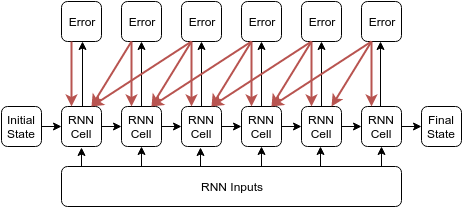 Error Error Error Error Error Error
Initial State
RNN Cell RNN Cell RNN Cell RNN Cell RNN Cell RNN Cell
Final State
RNN Inputs